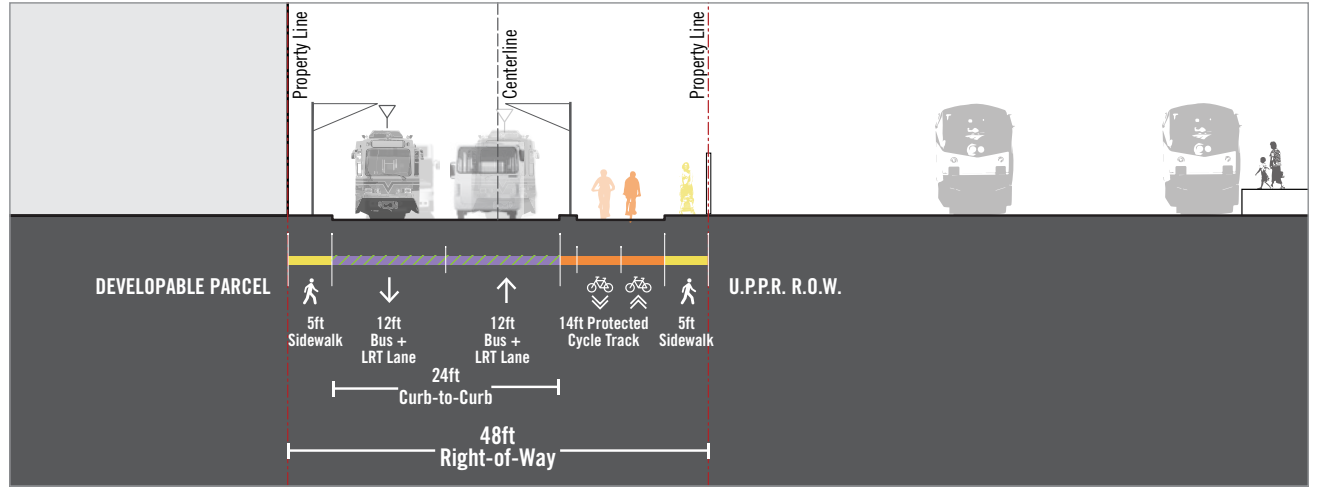 Property Line
Centerline
Property Line
DEVELOPABLE PARCEL
U.P.P.R. R.O.W.
5ft
Sidewalk
12ft
Bus +
LRT Lane
12ft
Bus +
LRT Lane
14ft Protected
Cycle Track
5ft
Sidewalk
24ft
Curb-to-Curb
48ft
Right-of-Way